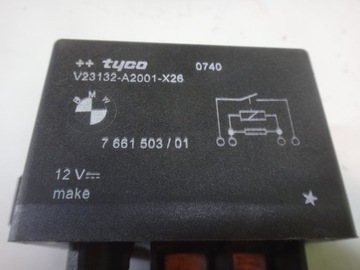 ++ tyco 0740
V23132-A2001-X26
BMW
7 661 503 / 01
12 V
make